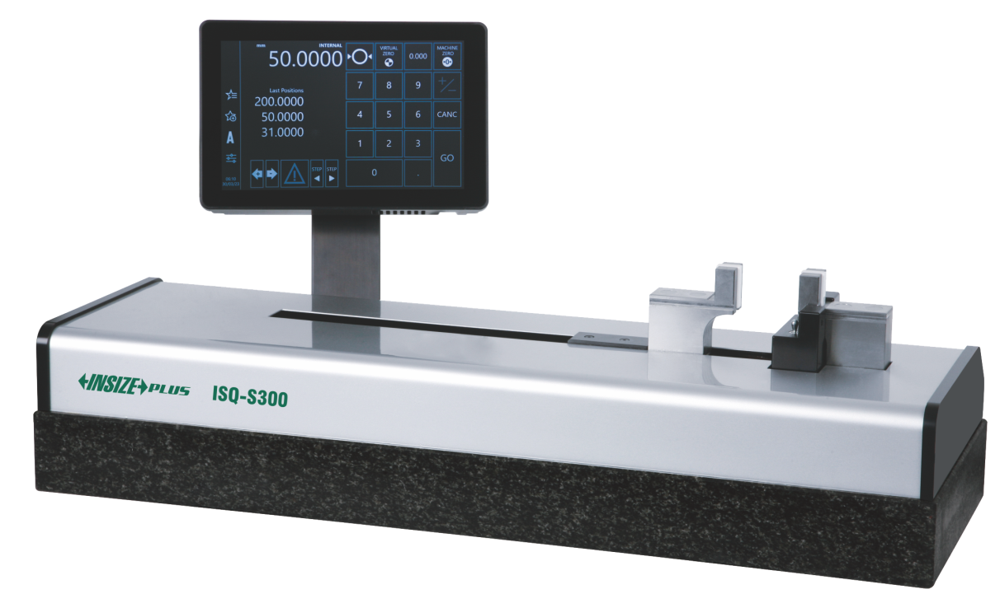 mm INTERNAL
50.0000
VIRTUAL
ZERO
0.000
MACHINE
ZERO
Last Positions
200.0000
50.0000
31.0000
7 8 9 +/−
4 5 6 CANC
1 2 3
GO
0 .
A
STEP STEP
INSIZE PLUS ISQ-S300